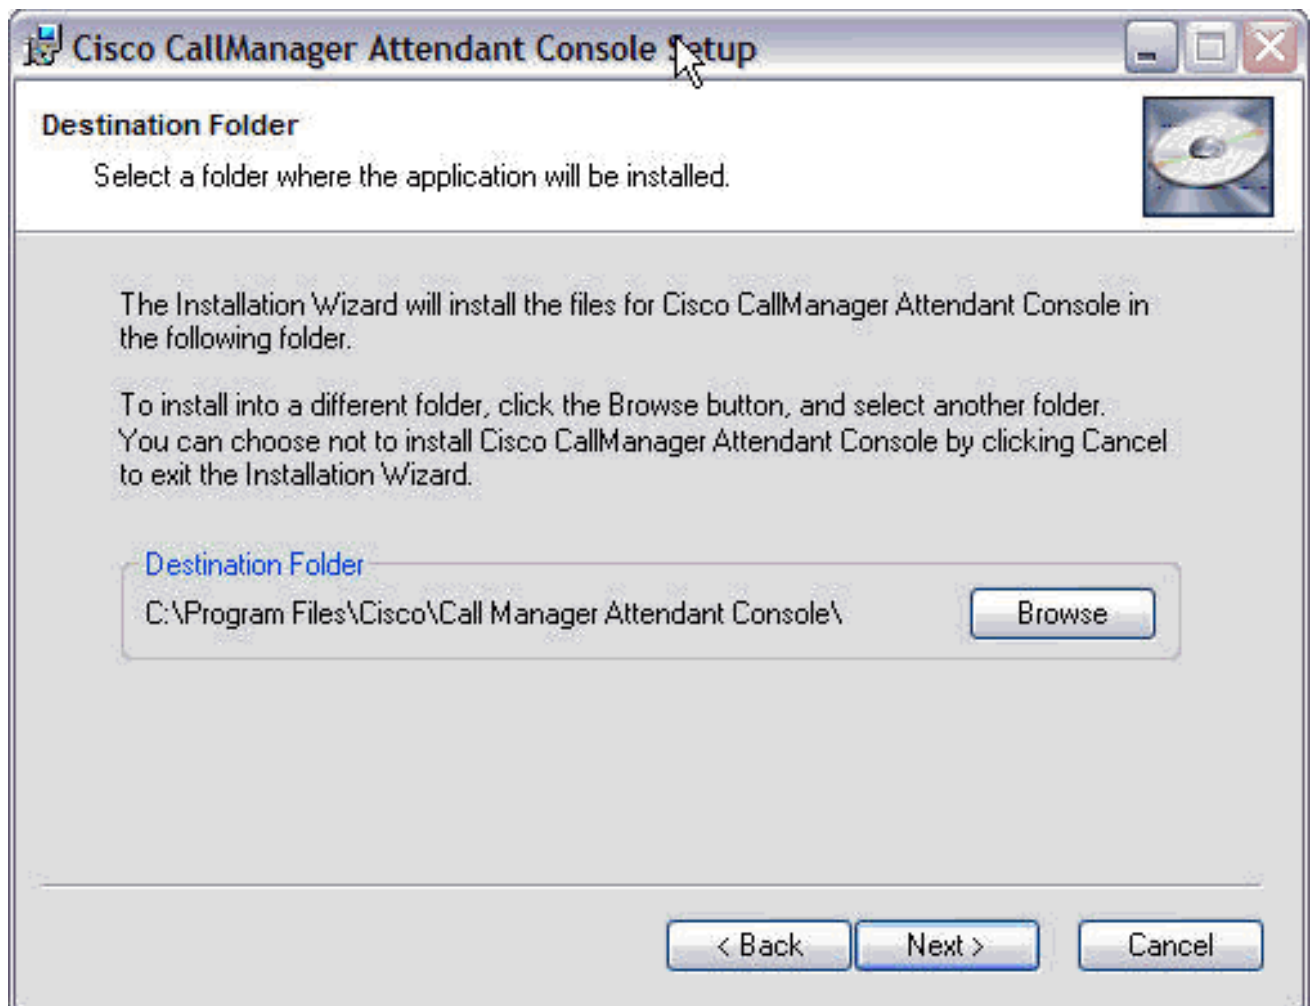 Cisco CallManager Attendant Console Setup
Destination Folder
Select a folder where the application will be installed.
The Installation Wizard will install the files for Cisco CallManager Attendant Console in
the following folder.
To install into a different folder, click the Browse button, and select another folder.
You can choose not to install Cisco CallManager Attendant Console by clicking Cancel
to exit the Installation Wizard.
Destination Folder
C:\Program Files\Cisco\Call Manager Attendant Console\
Browse
< Back
Next >
Cancel